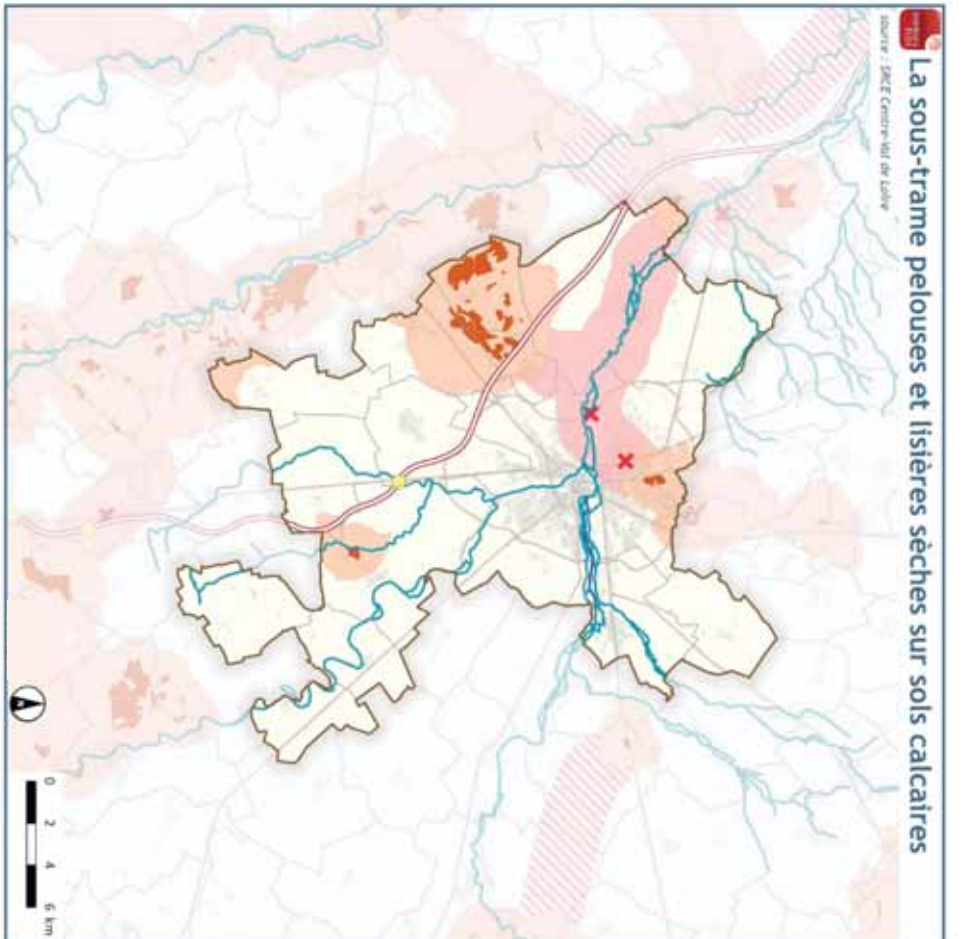 La sous-trame pelouses et lisières sèches sur sols calcaires
source : SRCE Centre-Val de Loire
0 2 4 6 km